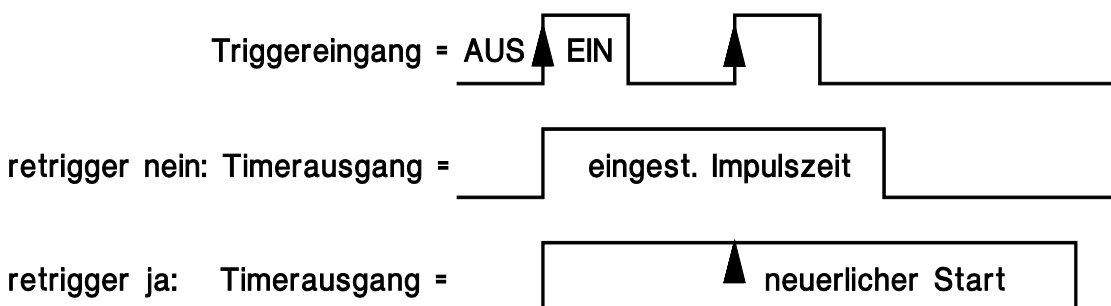 Triggereingang = AUS EIN
retrigger nein: Timerausgang = eingest. Impulszeit
retrigger ja: Timerausgang = neuerlicher Start